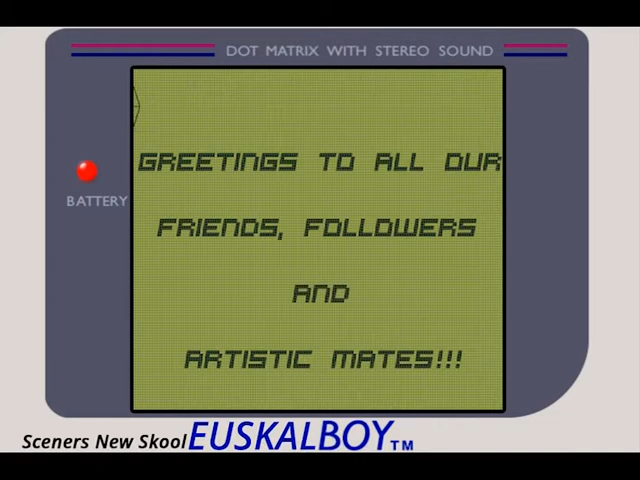 DOT MATRIX WITH STEREO SOUND
GREETINGS TO ALL OUR
BATTERY
FRIENDS, FOLLOWERS
AND
ARTISTIC MATES!!!
Sceners New Skool EUSKALBOY TM